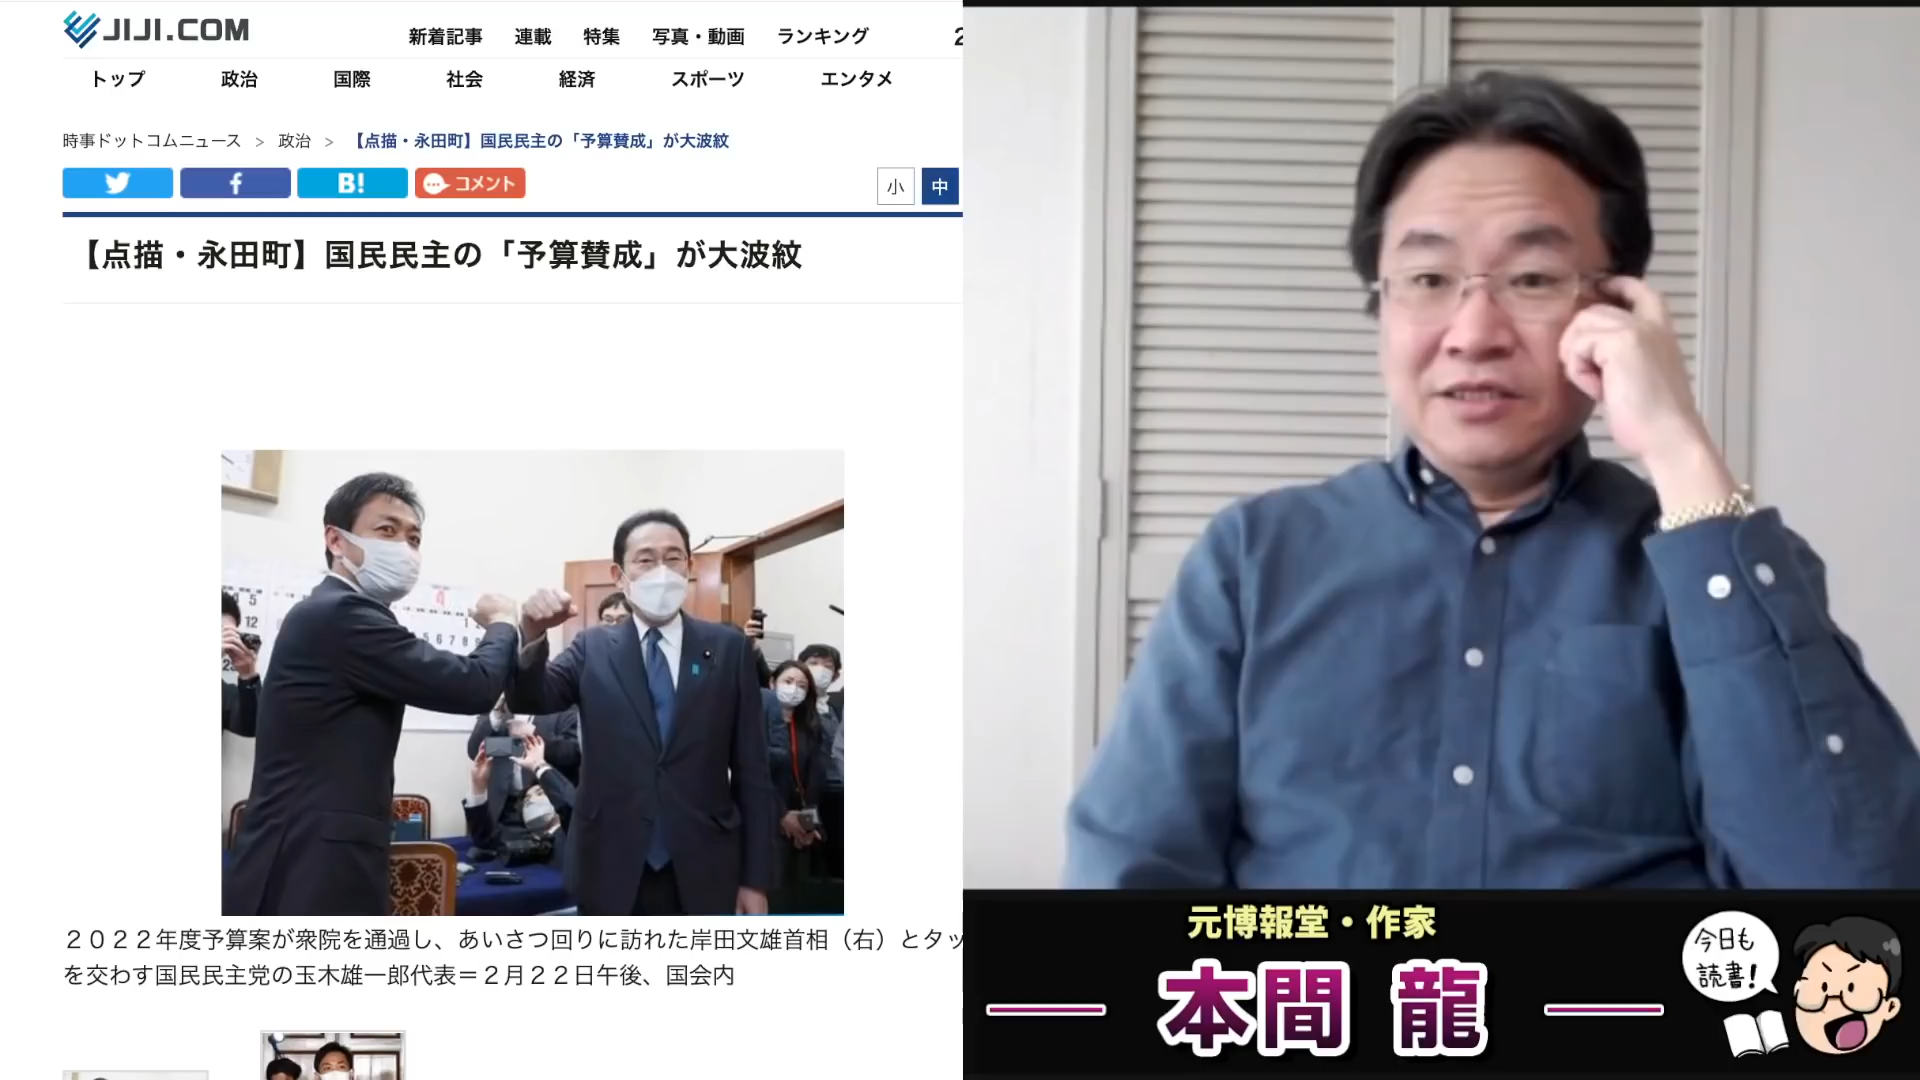 JIJI.COM
新着記事 連載 特集 写真・動画 ランキング
トップ 政治 国際 社会 経済 スポーツ エンタメ
時事ドットコムニュース > 政治 > 【点描・永田町】国民民主の「予算賛成」が大波紋
B! コメント
小 中
【点描・永田町】国民民主の「予算賛成」が大波紋
２０２２年度予算案が衆院を通過し、あいさつ回りに訪れた岸田文雄首相（右）とタッ
を交わす国民民主党の玉木雄一郎代表＝２月２２日午後、国会内
元博報堂・作家
本間 龍
今日も
読書!